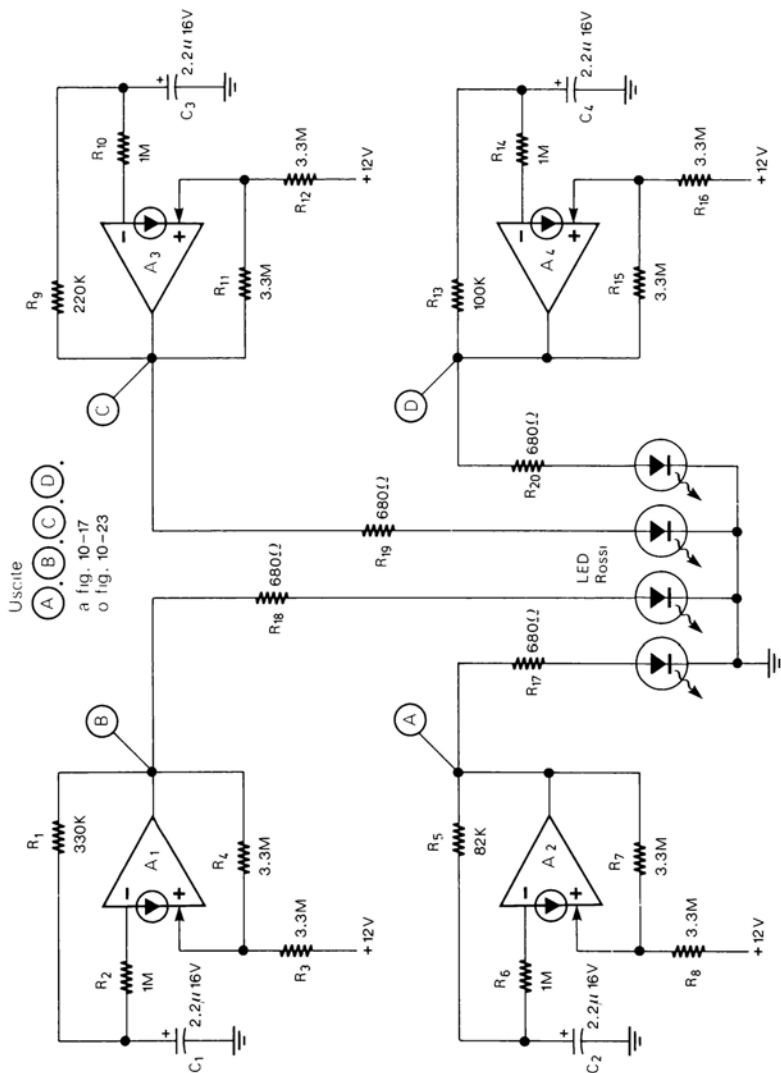 Uscite
A. B. C. D.
a fig. 10-17
o fig. 10-23
R1
330K
R2
1M
A1
C1
2.2µ 16V
R4
3.3M
R3
3.3M
+12V
B
R18
680Ω
R19
680Ω
C
R9
220K
R10
1M
A3
C3
2.2µ 16V
R11
3.3M
R12
3.3M
+12V
A
R5
82K
R6
1M
A2
C2
2.2µ 16V
R7
3.3M
R8
3.3M
+12V
R17
680Ω
LED
Rossi
R20
680Ω
D
R13
100K
R14
1M
A4
C4
2.2µ 16V
R15
3.3M
R16
3.3M
+12V